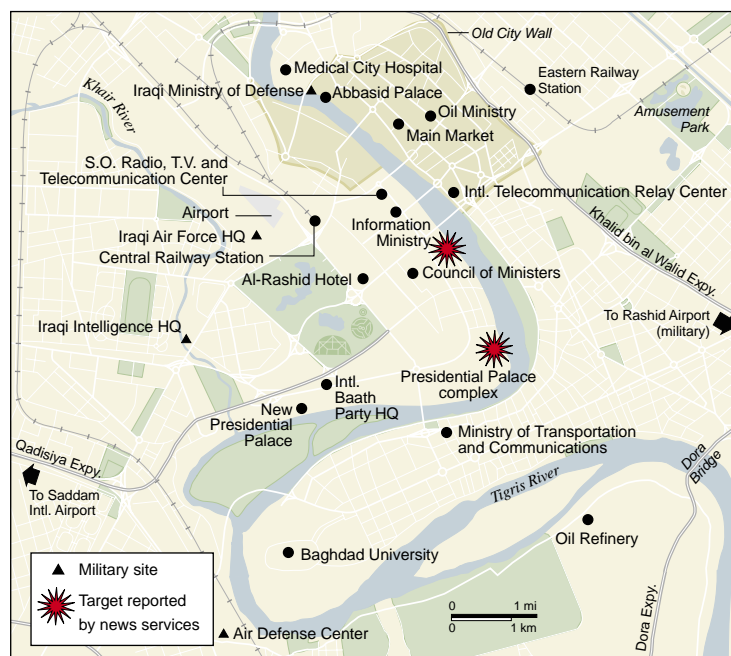 Old City Wall
Medical City Hospital
Iraqi Ministry of Defense
Abbasid Palace
Eastern Railway
Station
Khair River
Oil Ministry
Main Market
Amusement
Park
S.O. Radio, T.V. and
Telecommunication Center
Intl. Telecommunication Relay Center
Airport
Information
Ministry
Iraqi Air Force HQ
Central Railway Station
Khalid bin al Walid Expy.
Al-Rashid Hotel
Council of Ministers
To Rashid Airport
(military)
Iraqi Intelligence HQ
Presidential Palace
complex
Intl.
Baath
Party HQ
New
Presidential
Palace
Ministry of Transportation
and Communications
Qadisiya Expy.
Dora
Bridge
To Saddam
Intl. Airport
Tigris River
Oil Refinery
Baghdad University
Military site
Target reported
by news services
0 1 mi
0 1 km
Air Defense Center
Dora Expy.